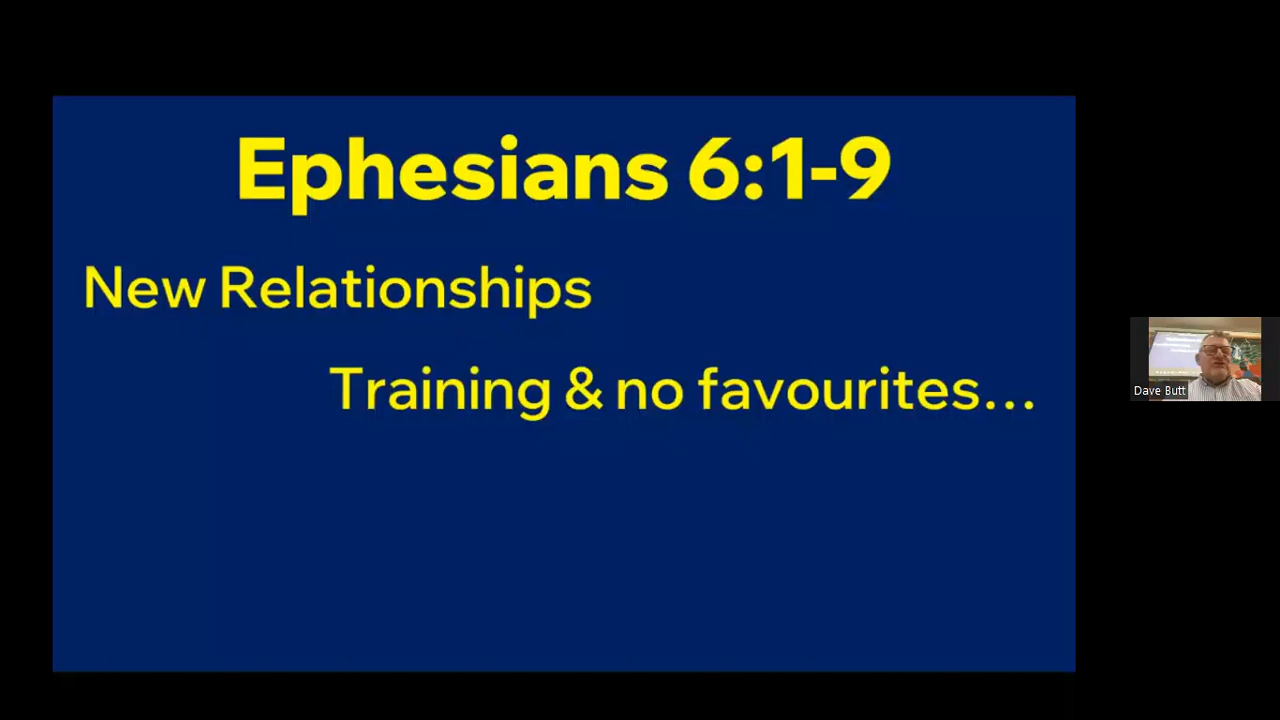 Ephesians 6:1-9
New Relationships
Training & no favourites...
Dave Butt